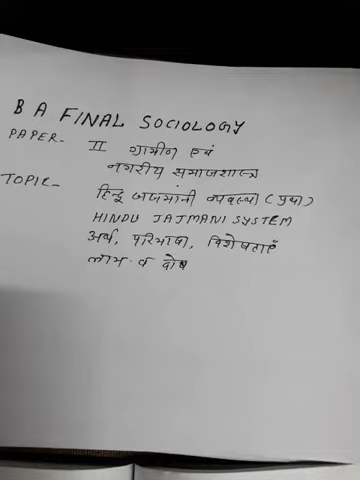 B A FINAL SOCIOLOGY
PAPER- II ग्रामीण एवं
नगरीय समाजशास्त्र
TOPIC- हिन्दू जजमानी व्यवस्था (प्रथा)
HINDU JAJMANI SYSTEM
अर्थ, परिभाषा, विशेषताएँ
लाभ व दोष